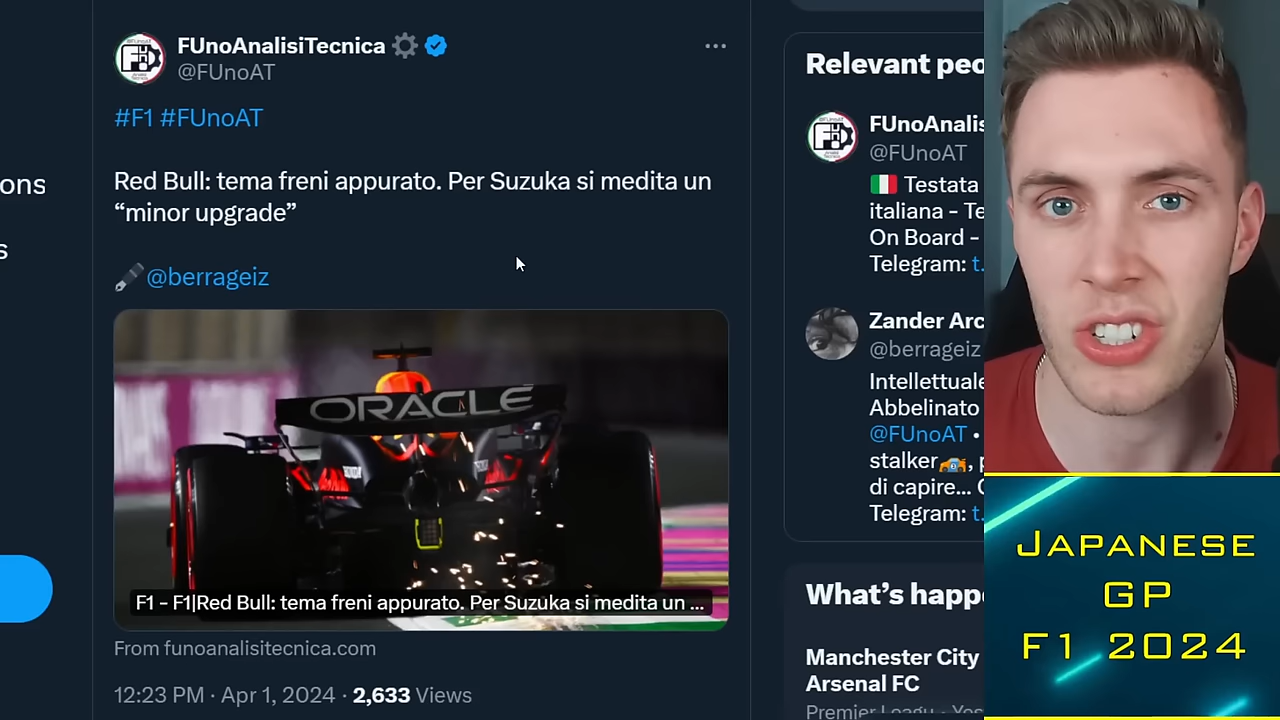 ons
s
FUnoAnalisiTecnica
@FUnoAT
#F1 #FUnoAT
Red Bull: tema freni appurato. Per Suzuka si medita un
“minor upgrade”
@berrageiz
ORACLE
F1 - F1|Red Bull: tema freni appurato. Per Suzuka si medita un ...
From funoanalisitecnica.com
12:23 PM · Apr 1, 2024 · 2,633 Views
Relevant peo
FUnoAnalis
@FUnoAT
Testata
italiana - Te
On Board -
Telegram: t.
Zander Arc
@berrageiz
Intellettuale
Abbelinato
@FUnoAT •
stalker
di capire...
Telegram: t.
What’s happe
Manchester City
Arsenal FC
JAPANESE
GP
F1 2024